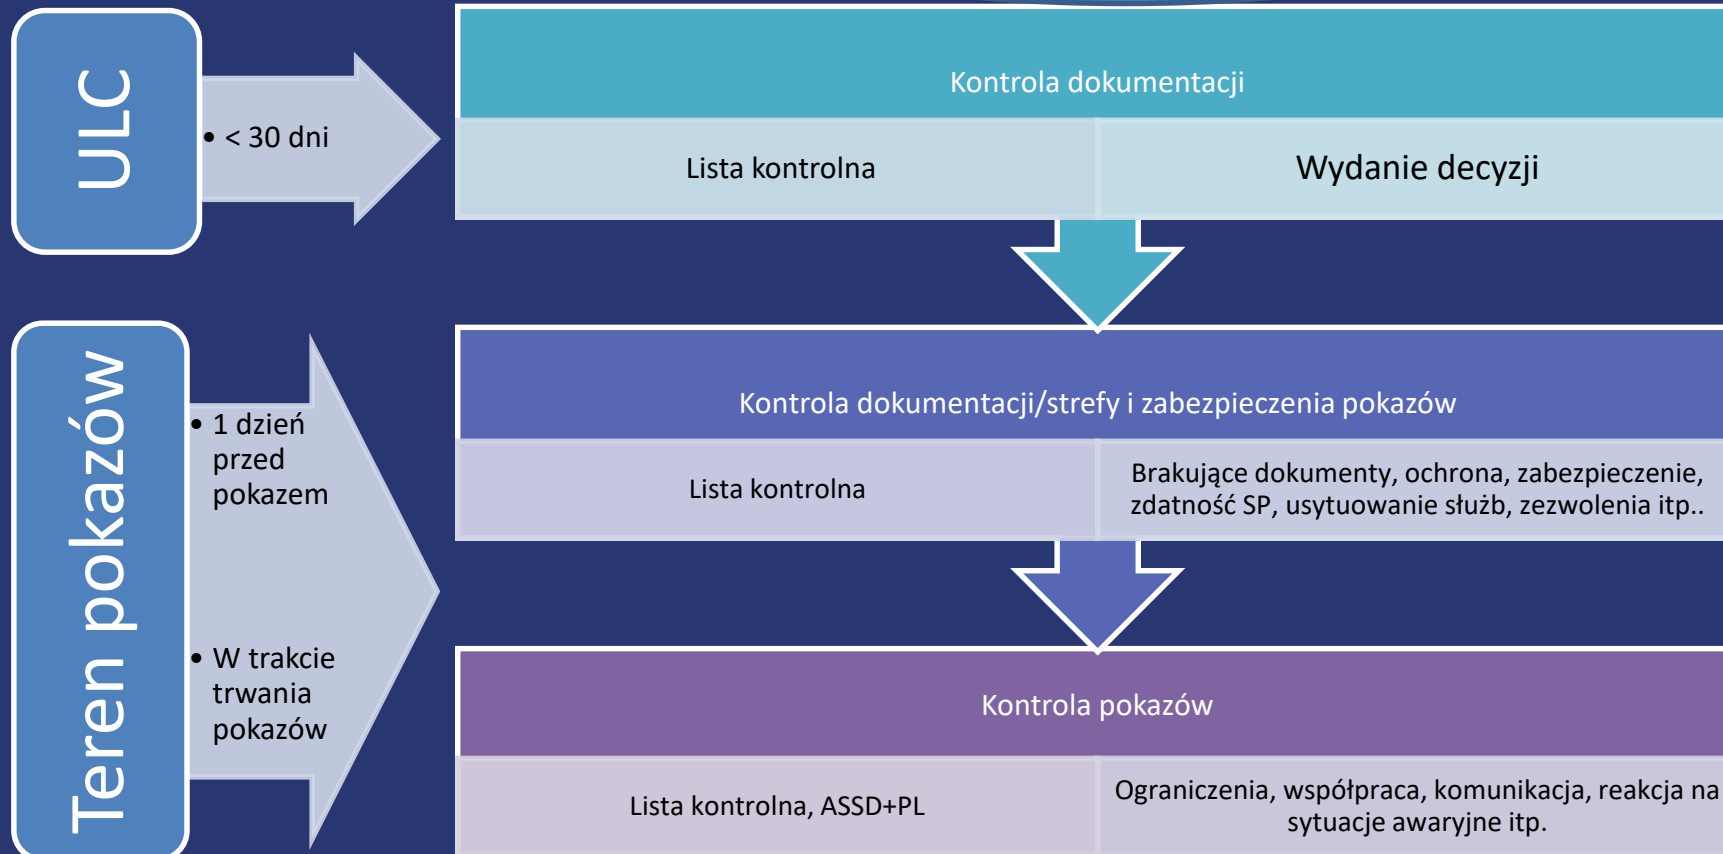 ULC
• < 30 dni
Kontrola dokumentacji
Lista kontrolna
Wydanie decyzji
Teren pokazów
• 1 dzień
przed
pokazem
• W trakcie
trwania
pokazów
Kontrola dokumentacji/strefy i zabezpieczenia pokazów
Lista kontrolna
Brakujące dokumenty, ochrona, zabezpieczenie,
zdatność SP, usytuowanie służb, zezwolenia itp..
Kontrola pokazów
Lista kontrolna, ASSD+PL
Ograniczenia, współpraca, komunikacja, reakcja na
sytuacje awaryjne itp.